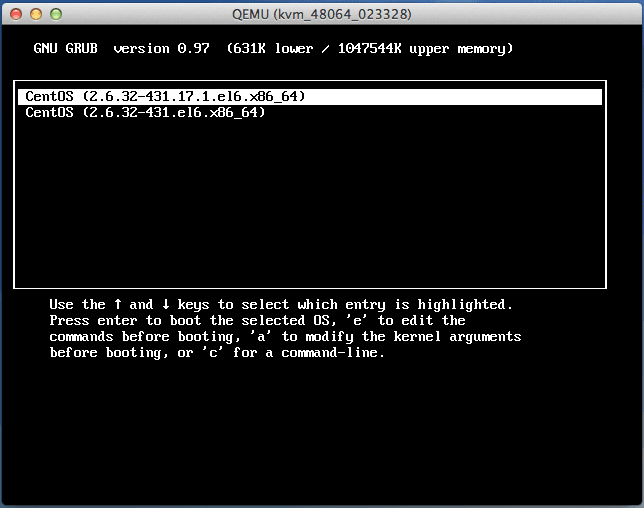 QEMU (kvm_48064_023328)
GNU GRUB version 0.97 (631K lower / 1047544K upper memory)
CentOS (2.6.32-431.17.1.el6.x86_64)
CentOS (2.6.32-431.el6.x86_64)
Use the ↑ and ↓ keys to select which entry is highlighted.
Press enter to boot the selected OS, 'e' to edit the
commands before booting, 'a' to modify the kernel arguments
before booting, or 'c' for a command-line.